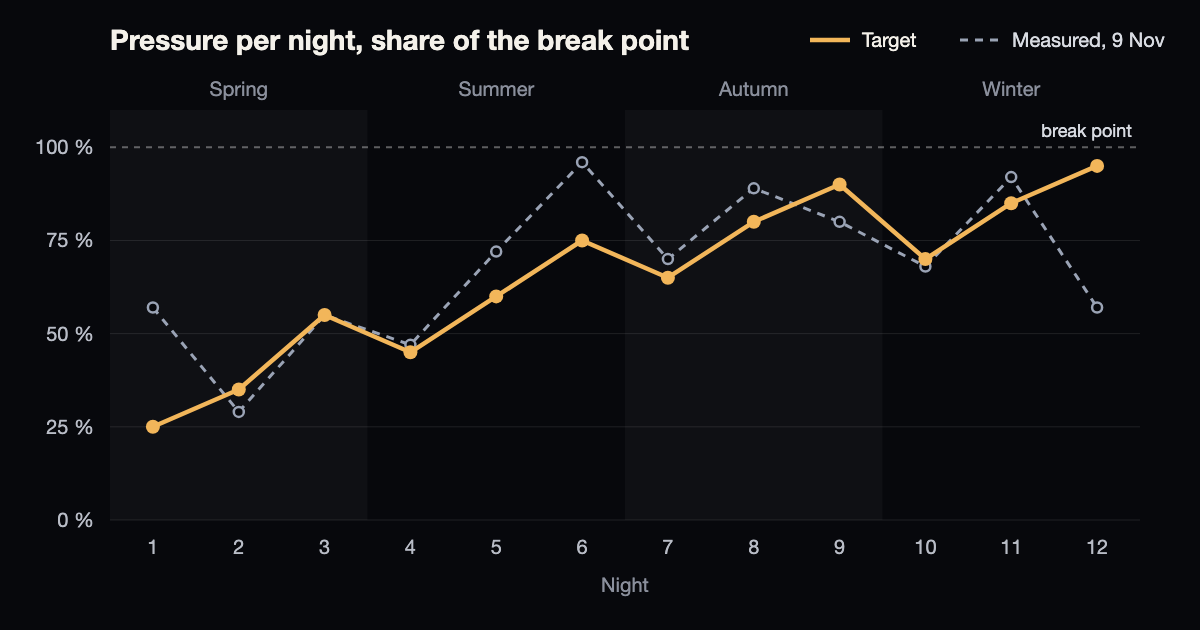 Pressure per night, share of the break point
Target
Measured, 9 Nov
Spring
Summer
Autumn
Winter
break point
100 %
75 %
50 %
25 %
0 %
1 2 3 4 5 6 7 8 9 10 11 12
Night